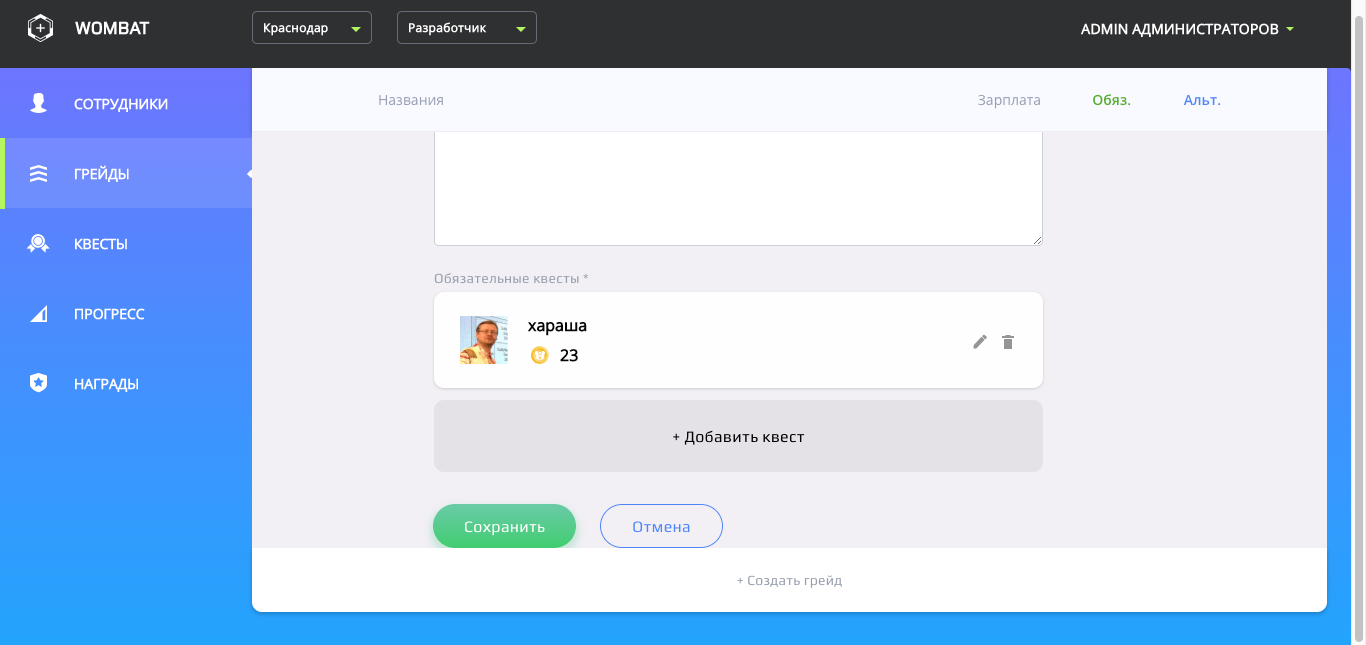 WOMBAT
Краснодар
Разработчик
ADMIN АДМИНИСТРАТОРОВ
СОТРУДНИКИ
ГРЕЙДЫ
КВЕСТЫ
ПРОГРЕСС
НАГРАДЫ
Названия
Зарплата
Обяз.
Альт.
Обязательные квесты *
хараша
23
+ Добавить квест
Сохранить
Отмена
+ Создать грейд